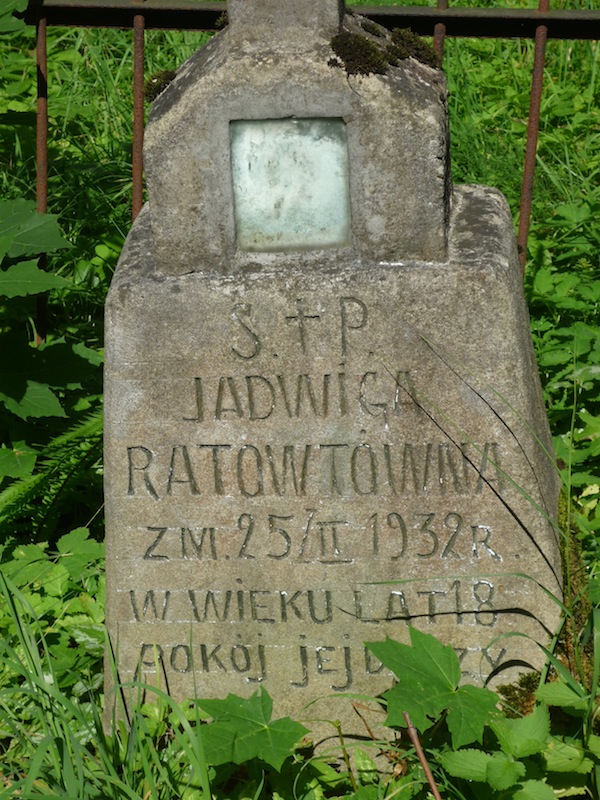 Ś. † P.
JADWIGA
RATOWTÓWNA
ZM. 25/II 1932 R.
W WIEKU LAT 18
POKÓJ JEJ